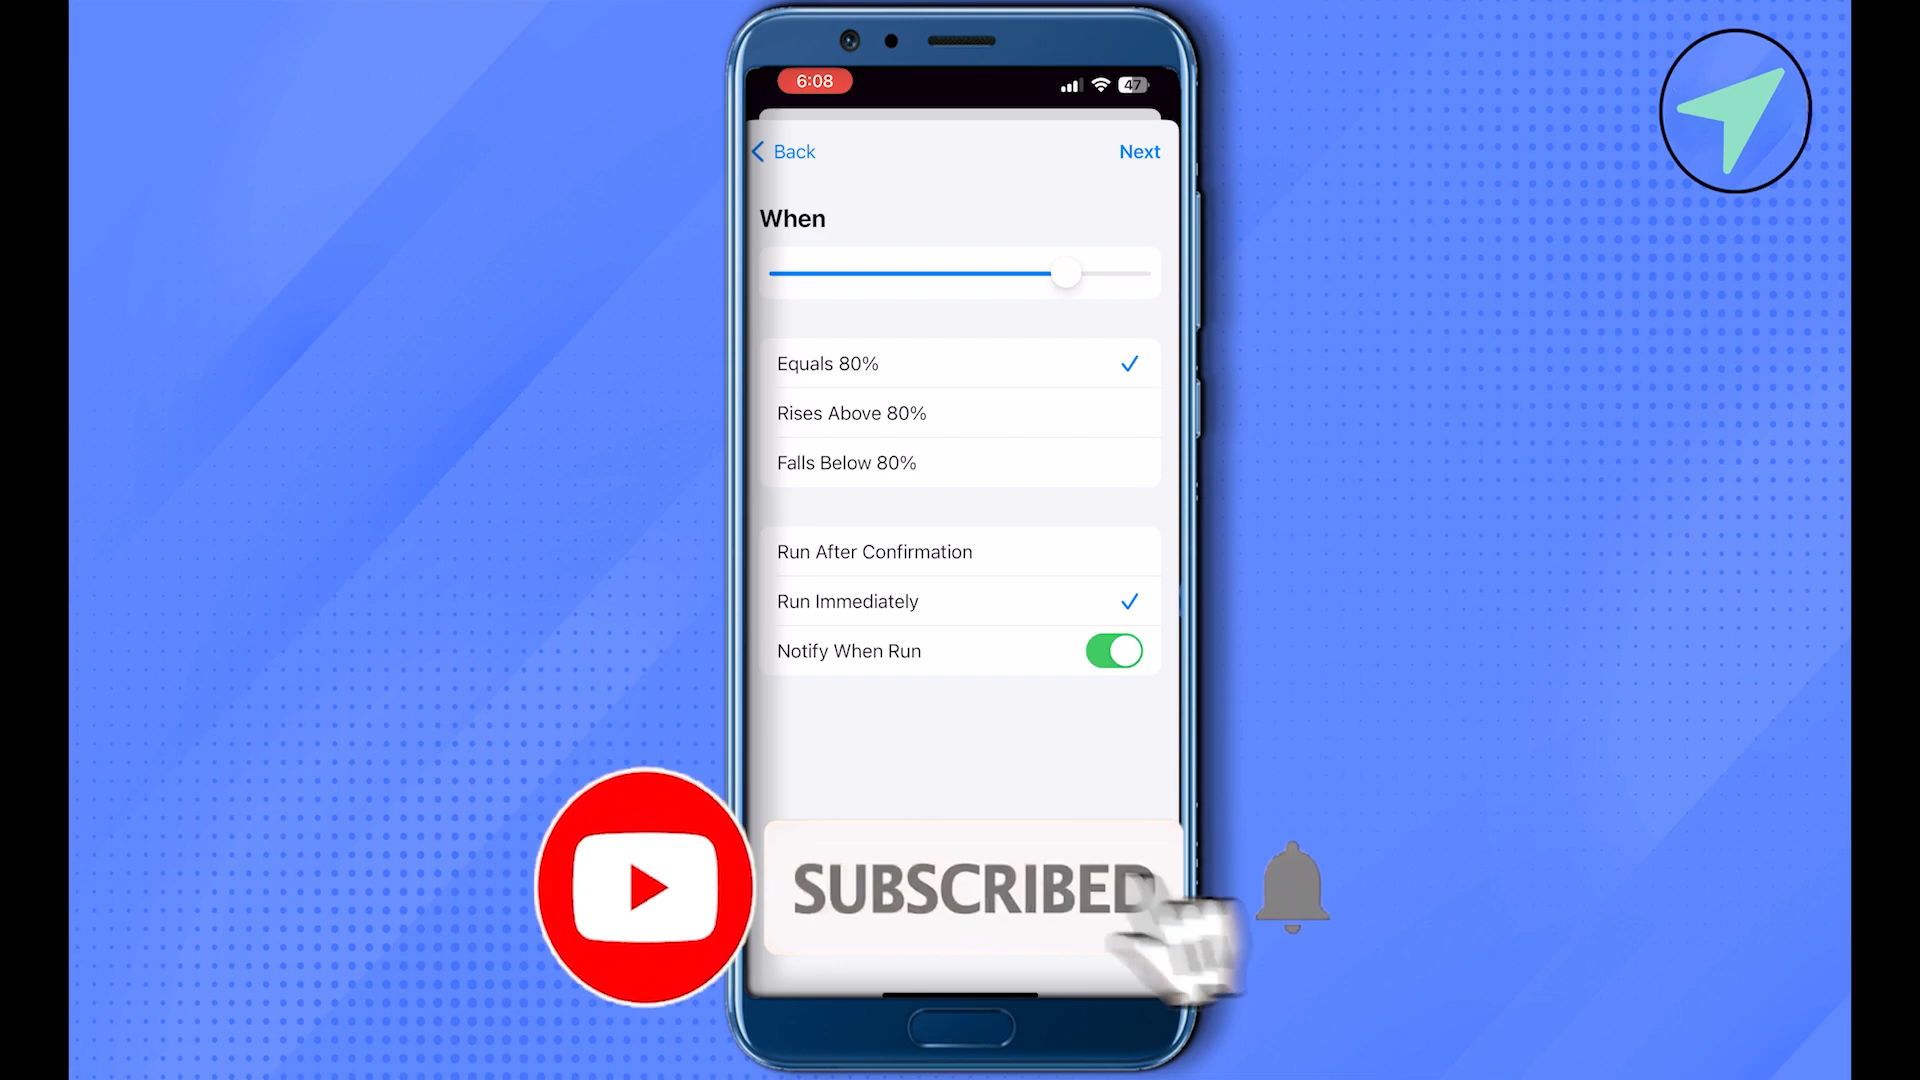 6:08
47
Back
Next
When
Equals 80%
Rises Above 80%
Falls Below 80%
Run After Confirmation
Run Immediately
Notify When Run
SUBSCRIBED